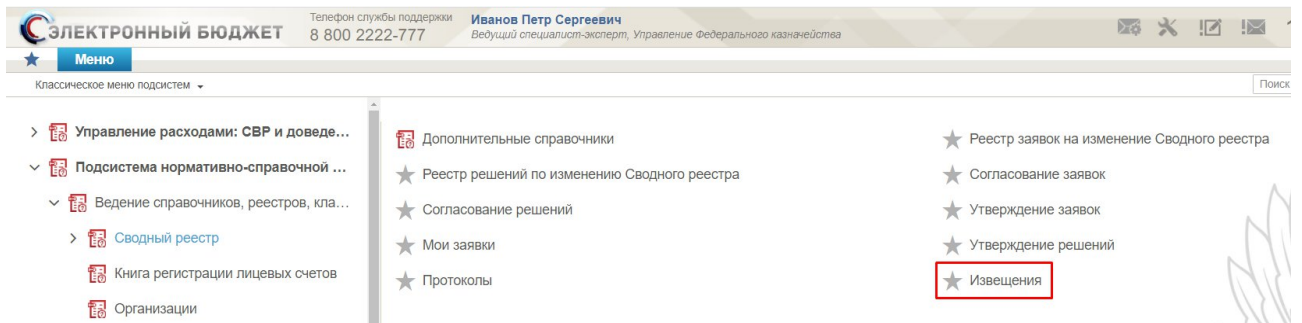 ЭЛЕКТРОННЫЙ БЮДЖЕТ
Телефон службы поддержки
8 800 2222-777
Иванов Петр Сергеевич
Ведущий специалист-эксперт, Управление Федерального казначейства
Меню
Классическое меню подсистем
Поиск
Управление расходами: СВР и доведе...
Подсистема нормативно-справочной ...
Ведение справочников, реестров, кла...
Сводный реестр
Книга регистрации лицевых счетов
Организации
Дополнительные справочники
Реестр решений по изменению Сводного реестра
Согласование решений
Мои заявки
Протоколы
Реестр заявок на изменение Сводного реестра
Согласование заявок
Утверждение заявок
Утверждение решений
Извещения